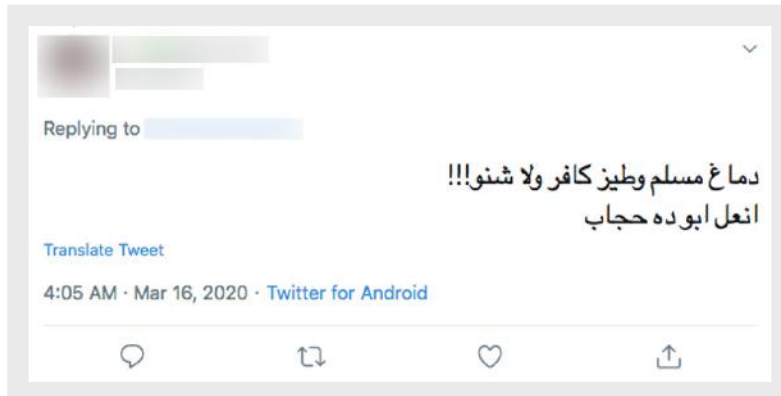 Replying to
دماغ مسلم وطيز كافر ولا شنو!!!
انعل ابو ده حجاب
Translate Tweet
4:05 AM · Mar 16, 2020 · Twitter for Android